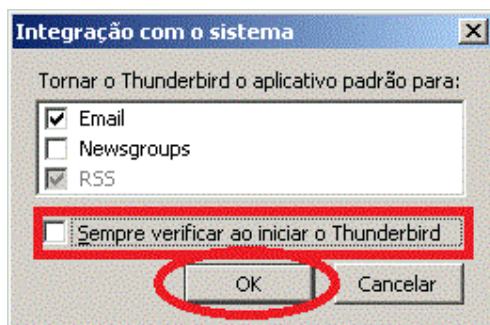 Integração com o sistema
Tornar o Thunderbird o aplicativo padrão para:
Email
Newsgroups
RSS
Sempre verificar ao iniciar o Thunderbird
OK Cancelar